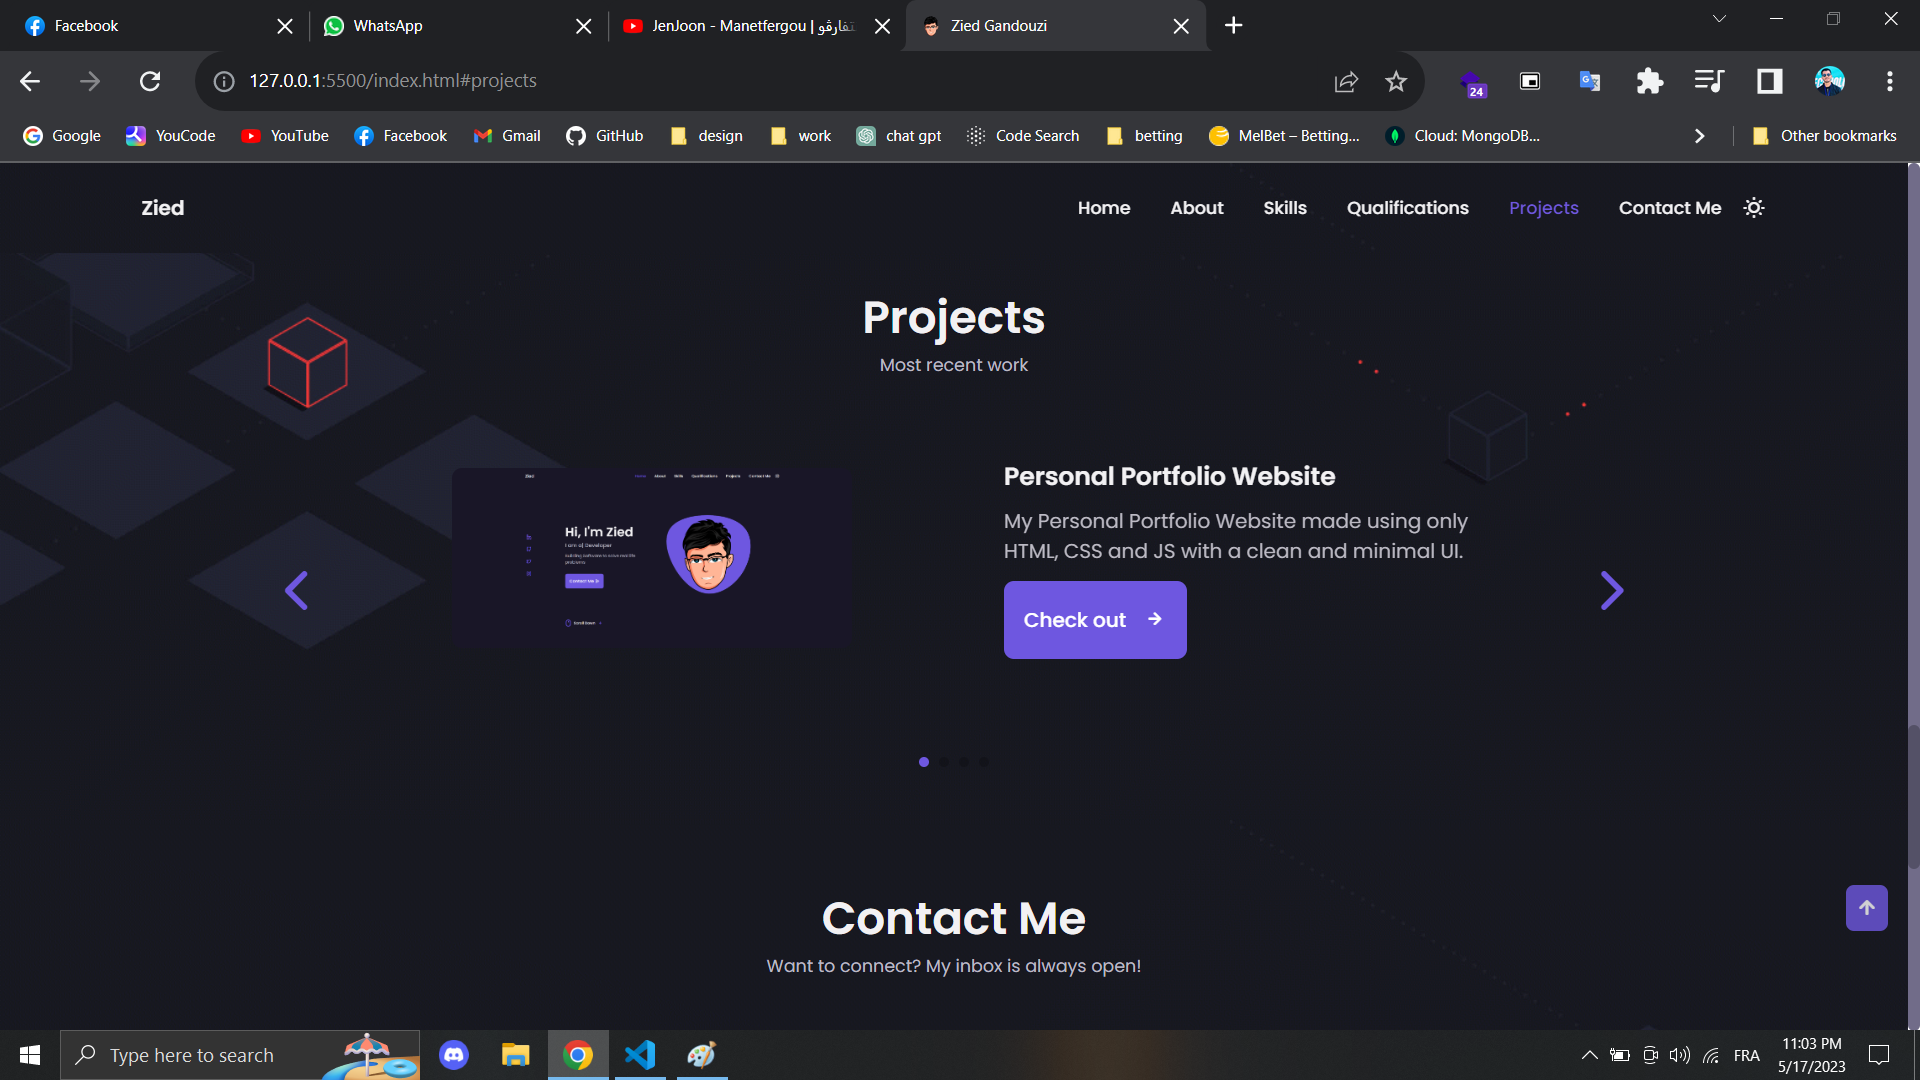 Facebook
WhatsApp
JenJoon - Manetfergou |
Zied Gandouzi
127.0.0.1:5500/index.html#projects
24
Google
YouCode
YouTube
Facebook
Gmail
GitHub
design
work
chat gpt
Code Search
betting
MelBet – Betting...
Cloud: MongoDB...
Other bookmarks
Zied
Home
About
Skills
Qualifications
Projects
Contact Me
Projects
Most recent work
Zied
Home
About
Skills
Qualifications
Projects
Contact Me
Hi, I'm Zied
I am a| Developer
Contact Me
Scroll down
Personal Portfolio Website
My Personal Portfolio Website made using only
HTML, CSS and JS with a clean and minimal UI.
Check out
Contact Me
Want to connect? My inbox is always open!
Type here to search
FRA
11:03 PM
5/17/2023